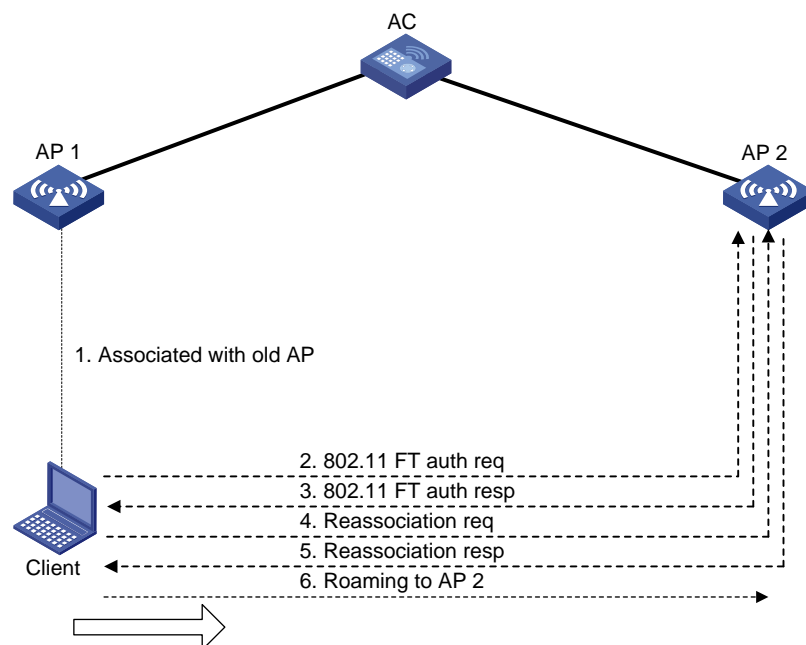 AC
AP 1
AP 2
1. Associated with old AP
2. 802.11 FT auth req
3. 802.11 FT auth resp
4. Reassociation req
5. Reassociation resp
Client
6. Roaming to AP 2